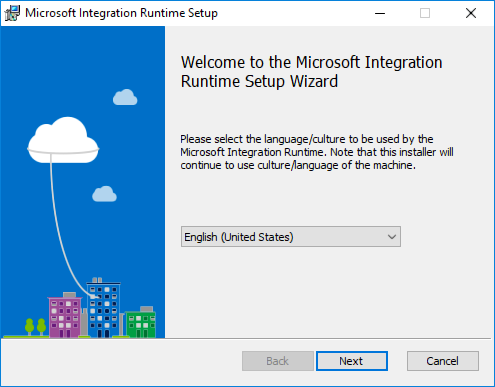 Microsoft Integration Runtime Setup
Welcome to the Microsoft Integration
Runtime Setup Wizard
Please select the language/culture to be used by the
Microsoft Integration Runtime. Note that this installer will
continue to use culture/language of the machine.
English (United States)
Back
Next
Cancel